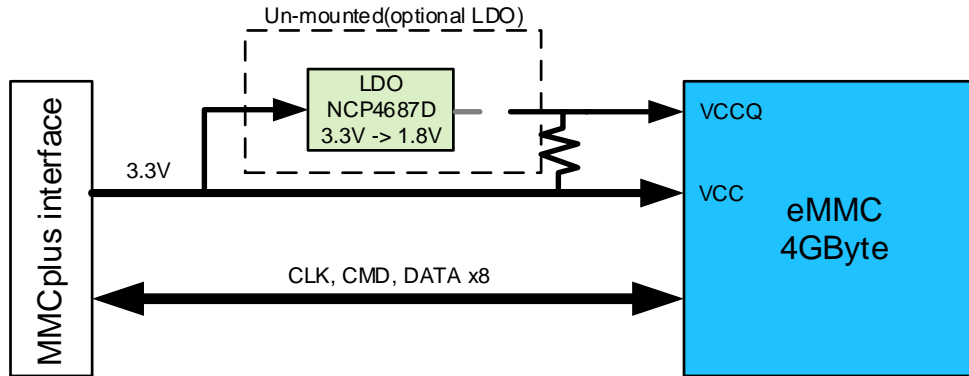 Un-mounted(optional LDO)
LDO
NCP4687D
3.3V -> 1.8V
MMCplus interface
3.3V
VCCQ
VCC
eMMC
4GByte
CLK, CMD, DATA x8